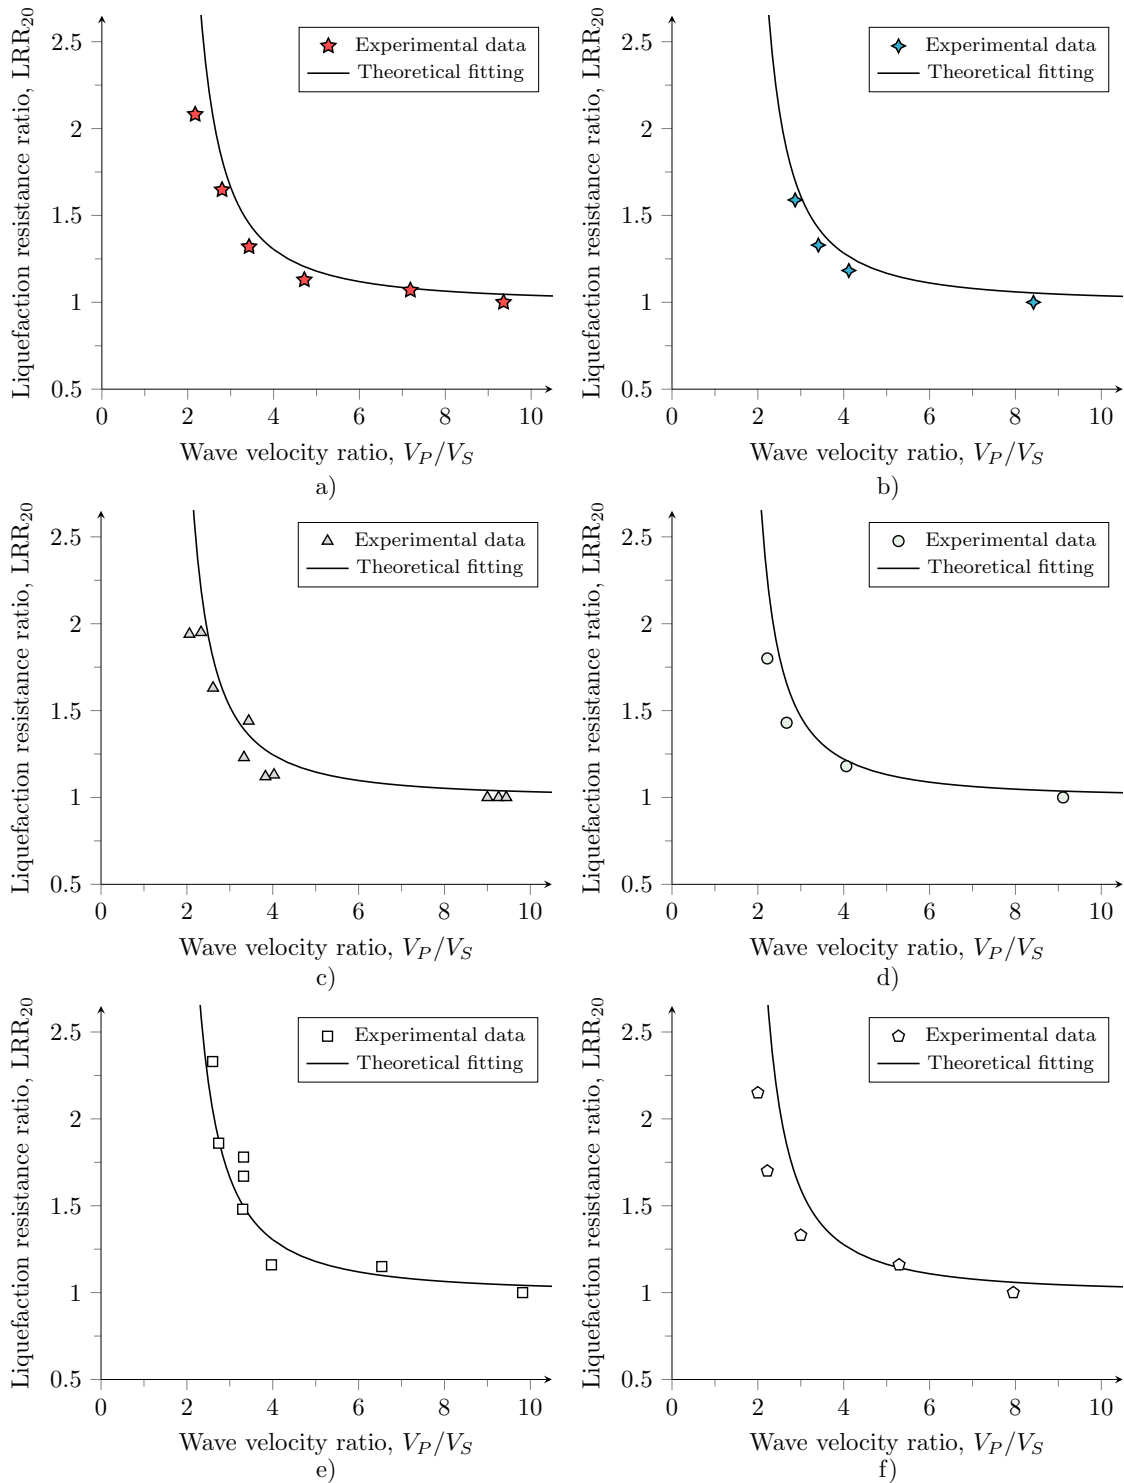 Liquefaction resistance ratio, LRR20
2.5
2
1.5
1
0.5
0 2 4 6 8 10
Wave velocity ratio, VP/VS
Experimental data
Theoretical fitting
a)
Liquefaction resistance ratio, LRR20
2.5
2
1.5
1
0.5
0 2 4 6 8 10
Wave velocity ratio, VP/VS
Experimental data
Theoretical fitting
b)
Liquefaction resistance ratio, LRR20
2.5
2
1.5
1
0.5
0 2 4 6 8 10
Wave velocity ratio, VP/VS
Experimental data
Theoretical fitting
c)
Liquefaction resistance ratio, LRR20
2.5
2
1.5
1
0.5
0 2 4 6 8 10
Wave velocity ratio, VP/VS
Experimental data
Theoretical fitting
d)
Liquefaction resistance ratio, LRR20
2.5
2
1.5
1
0.5
0 2 4 6 8 10
Wave velocity ratio, VP/VS
Experimental data
Theoretical fitting
e)
Liquefaction resistance ratio, LRR20
2.5
2
1.5
1
0.5
0 2 4 6 8 10
Wave velocity ratio, VP/VS
Experimental data
Theoretical fitting
f)